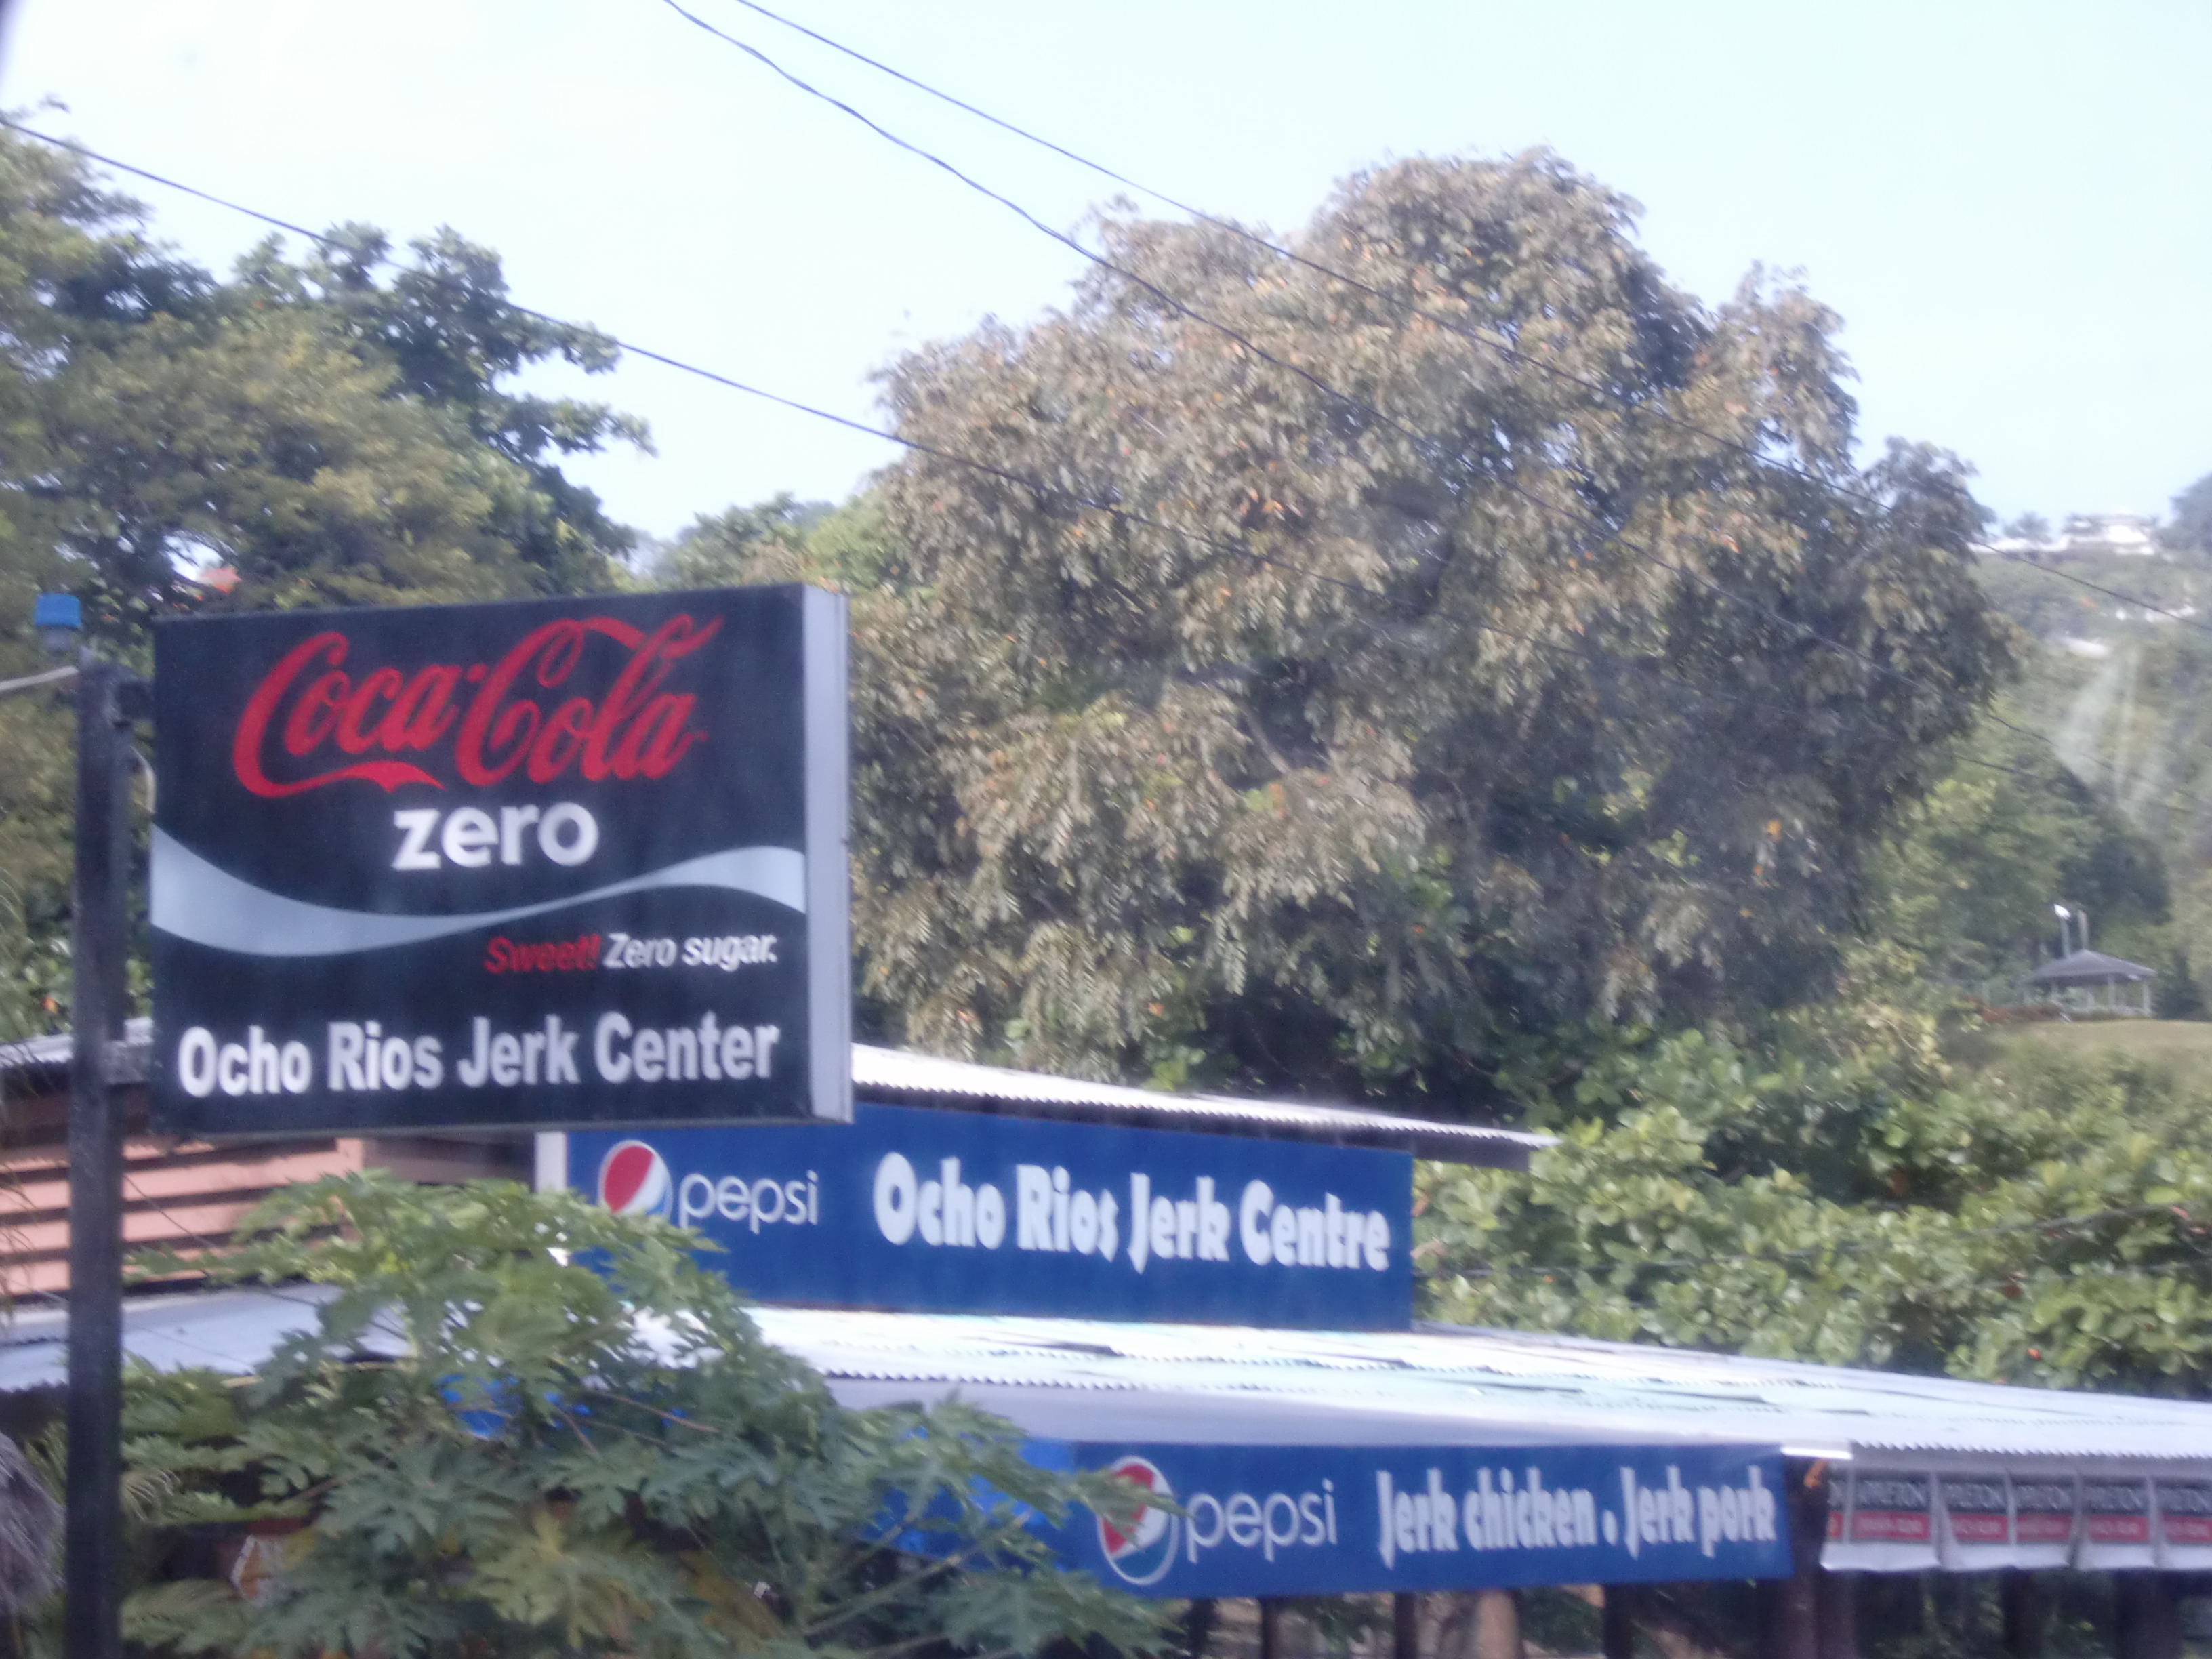 Coca-Cola
zero
Sweet! Zero sugar.
Ocho Rios Jerk Center
pepsi Ocho Rios Jerk Centre
pepsi Jerk chicken . Jerk pork
APPLETON